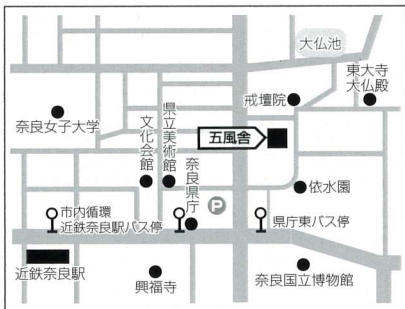 大仏池
東大寺
大仏殿
戒壇院
奈良女子大学
文化会館
県立美術館
五風舎
奈良県庁
依水園
P
市内循環
近鉄奈良駅バス停
県庁東バス停
近鉄奈良駅
興福寺
奈良国立博物館